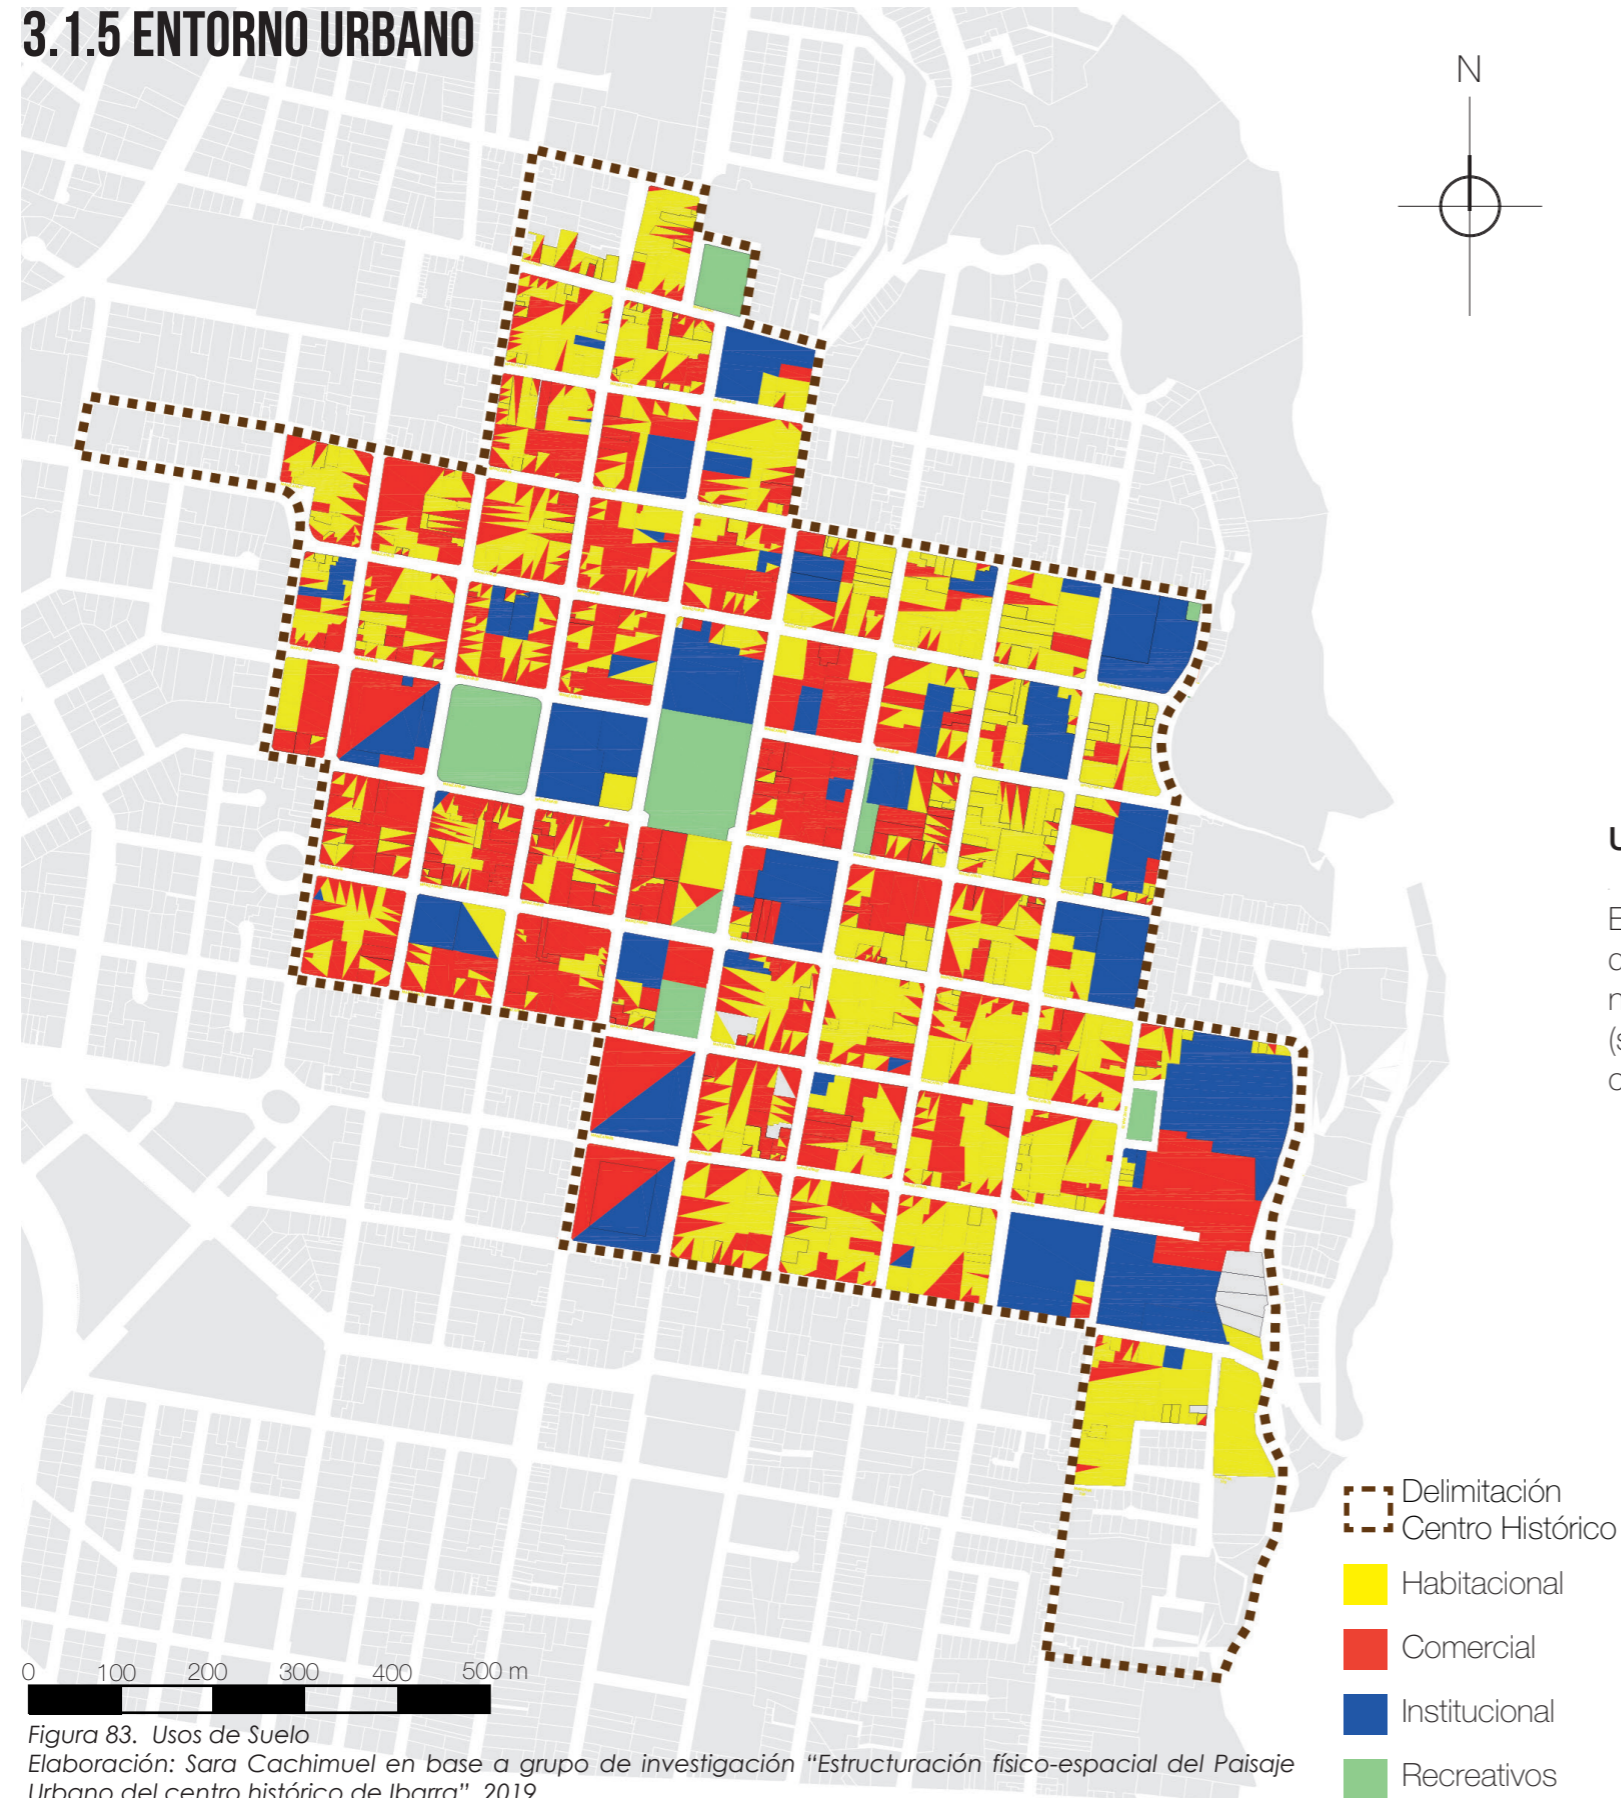 3.1.5 ENTORNO URBANO
N
Delimitación
Centro Histórico
Habitacional
Comercial
Institucional
Recreativos
0 100 200 300 400 500 m
Figura 83. Usos de Suelo
Elaboración: Sara Cachimuel en base a grupo de investigación “Estructuración físico-espacial del Paisaje
Urbano del centro histórico de Ibarra”, 2019